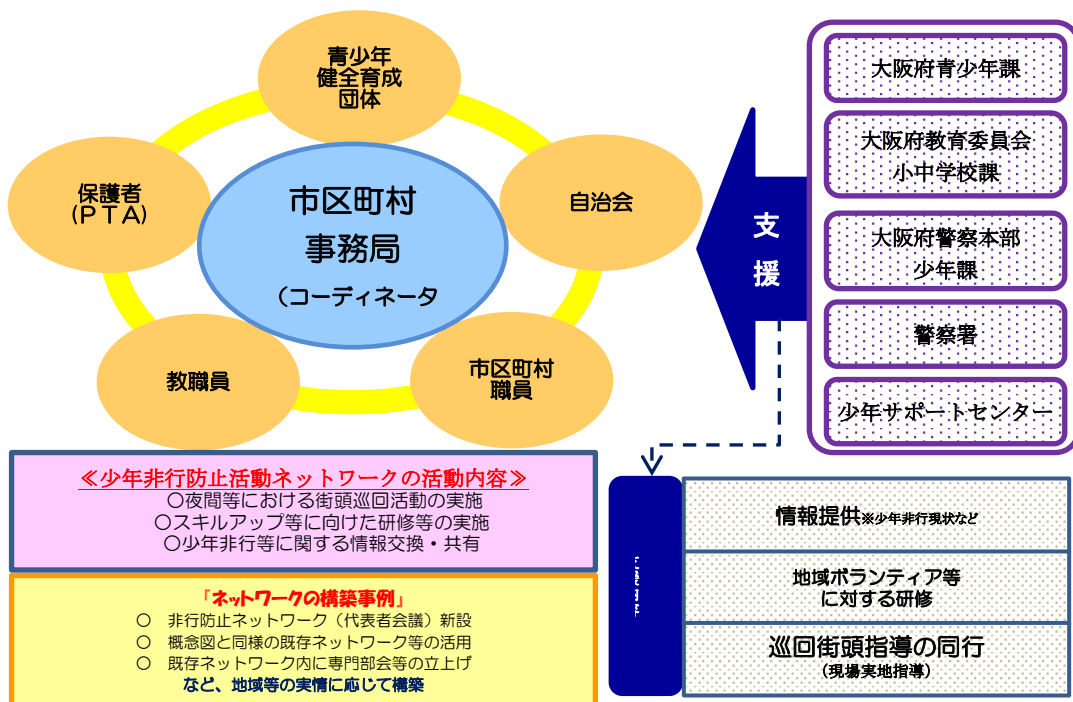 青少年
健全育成
団体
保護者
(ＰＴＡ)
市区町村
事務局
（コーディネータ
自治会
教職員
市区町村
職員
支
援
大阪府青少年課
大阪府教育委員会
小中学校課
大阪府警察本部
少年課
警察署
少年サポートセンター
≪少年非行防止活動ネットワークの活動内容≫
○夜間等における街頭巡回活動の実施
○スキルアップ等に向けた研修等の実施
○少年非行等に関する情報交換・共有
『ネットワークの構築事例』
○　非行防止ネットワーク（代表者会議）新設
○　概念図と同様の既存ネットワーク等の活用
○　既存ネットワーク内に専門部会等の立上げ
など、地域等の実情に応じて構築
情報提供※少年非行現状など
地域ボランティア等
に対する研修
巡回街頭指導の同行
(現場実地指導)